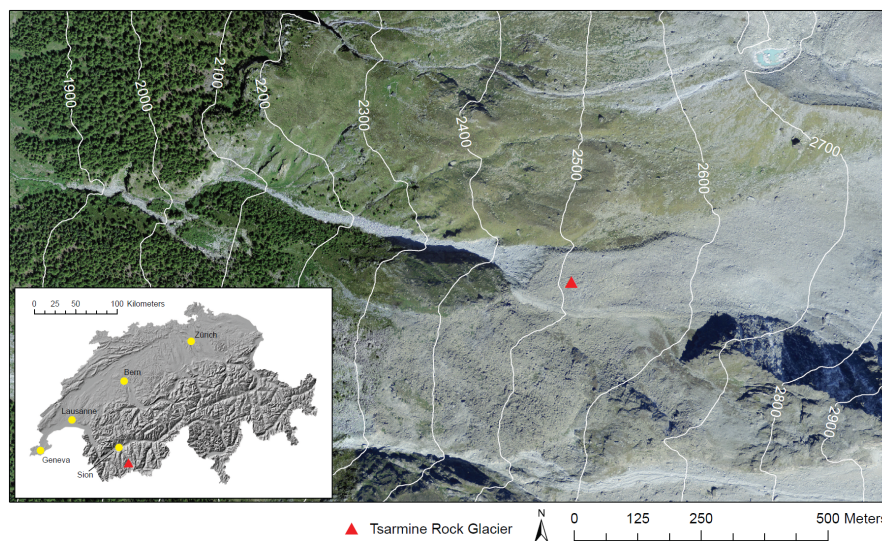 1900
2000
2100
2200
2300
2400
2500
2600
2700
2800
2900
0 25 50 100 Kilometers
Zürich
Bern
Lausanne
Geneva
Sion
Tsarmine Rock Glacier
N
0 125 250 500 Meters